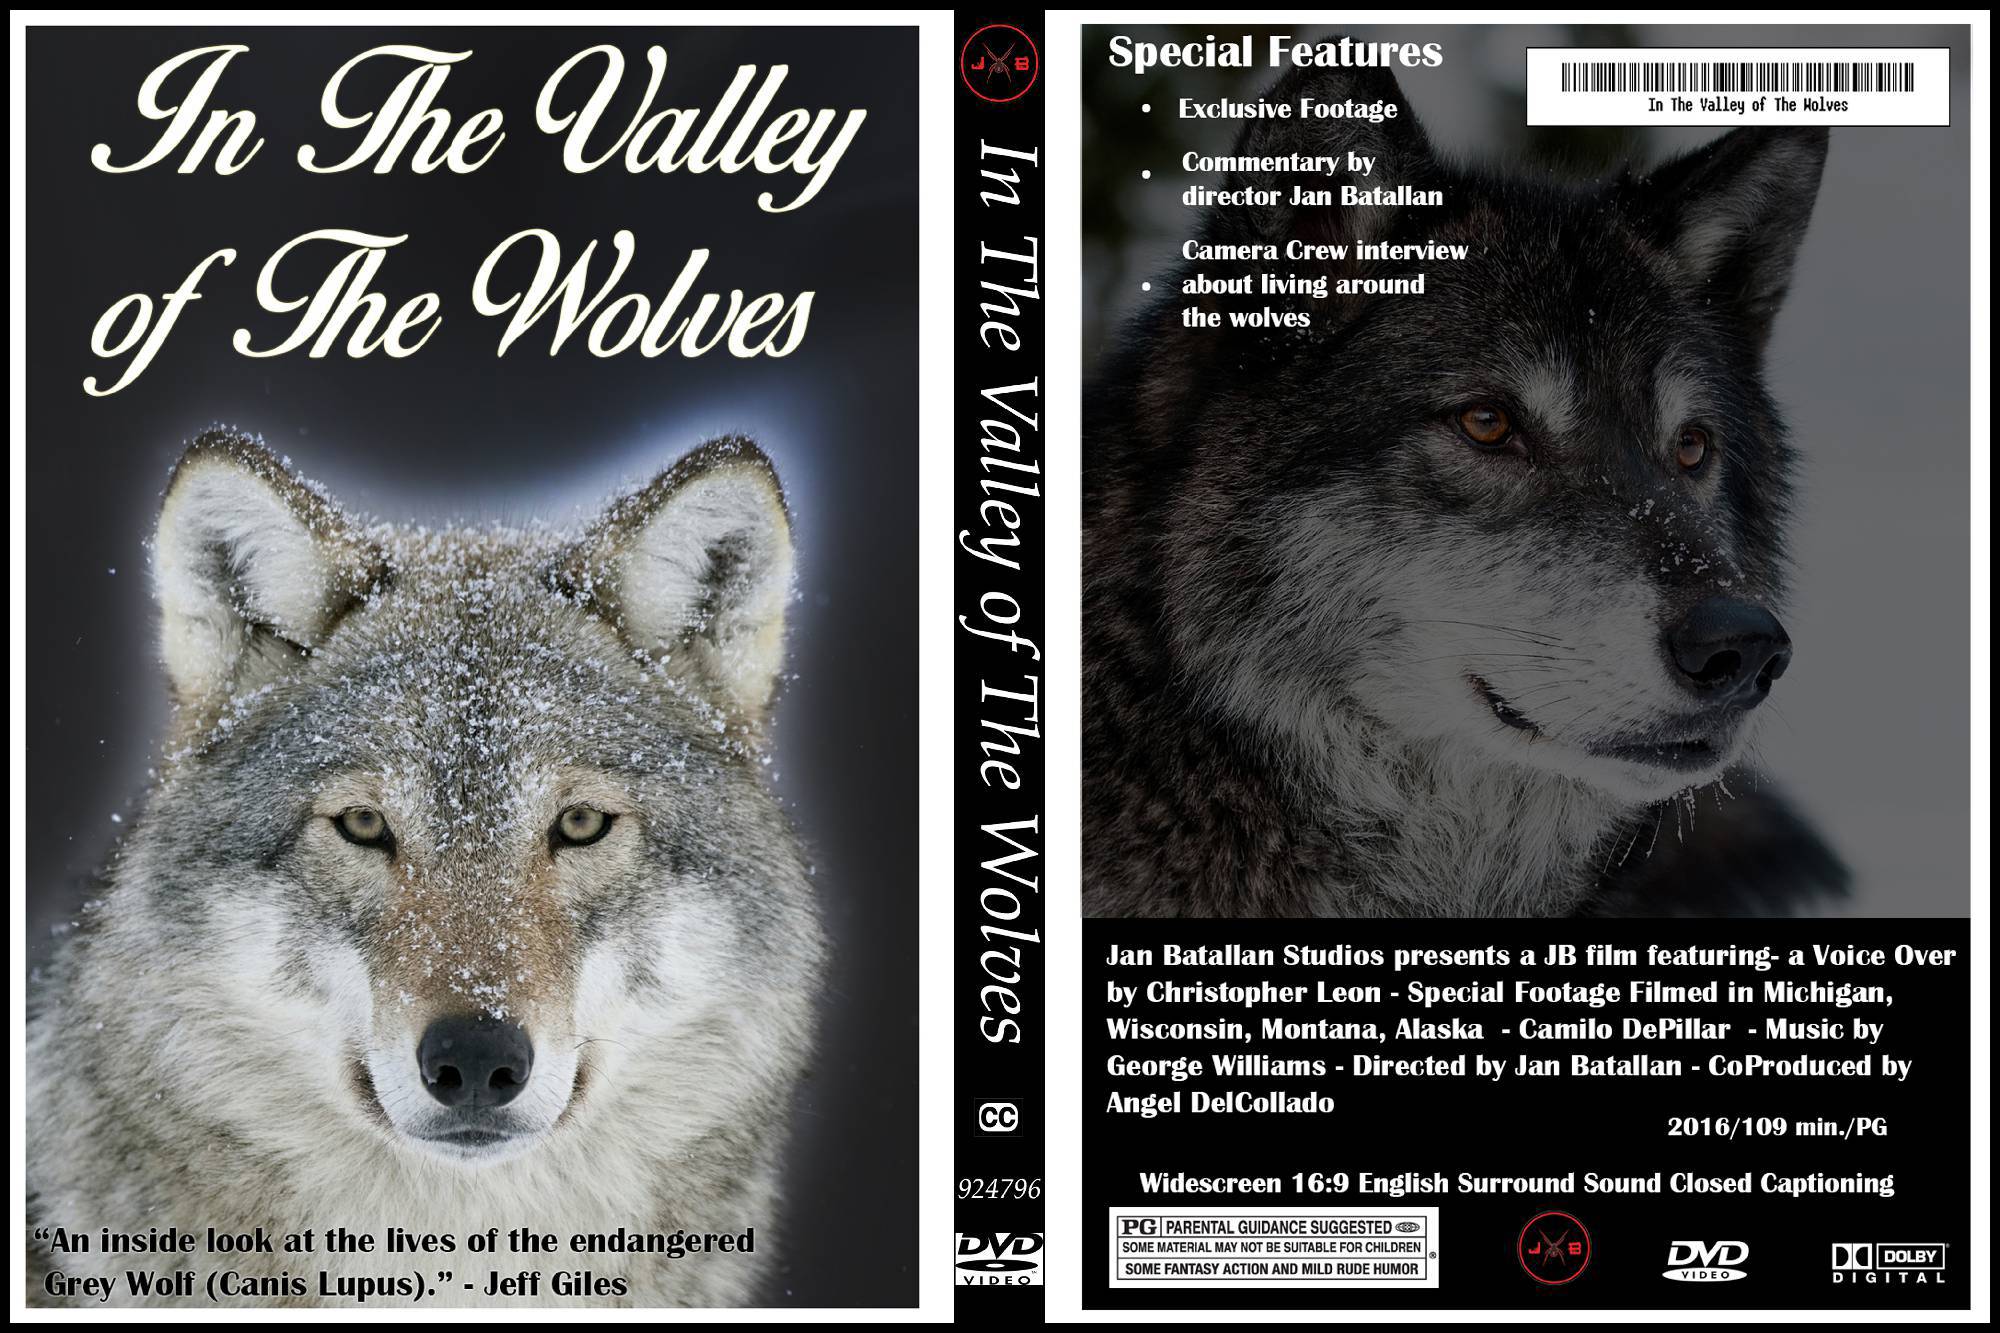 In The Valley
of The Wolves
“An inside look at the lives of the endangered
Grey Wolf (Canis Lupus).” - Jeff Giles
J B
In The Valley of The Wolves
CC
924796
DVD
VIDEO
Special Features
• Exclusive Footage
• Commentary by
director Jan Batallan
• Camera Crew interview
about living around
the wolves
In The Valley of The Wolves
Jan Batallan Studios presents a JB film featuring- a Voice Over
by Christopher Leon - Special Footage Filmed in Michigan,
Wisconsin, Montana, Alaska - Camilo DePillar - Music by
George Williams - Directed by Jan Batallan - CoProduced by
Angel DelCollado
2016/109 min./PG
Widescreen 16:9 English Surround Sound Closed Captioning
PG PARENTAL GUIDANCE SUGGESTED
SOME MATERIAL MAY NOT BE SUITABLE FOR CHILDREN
SOME FANTASY ACTION AND MILD RUDE HUMOR
J B
DVD
VIDEO
DOLBY
DIGITAL